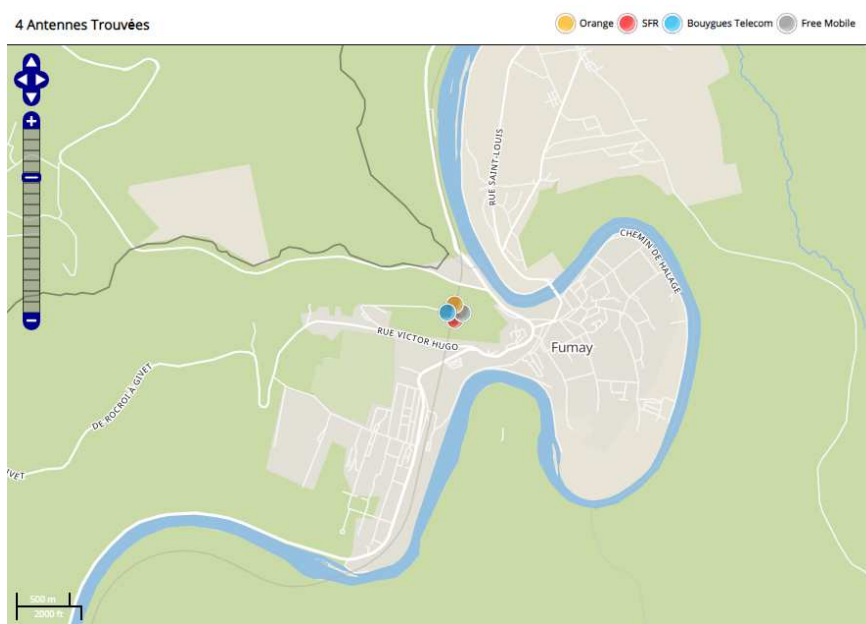 4 Antennes Trouvées
Orange SFR Bouygues Telecom Free Mobile
RUE SAINT-LOUIS
CHEMIN DE HALAGE
RUE VICTOR HUGO
Fumay
DE ROCROI À GIVET
IVET
500 m
2000 ft